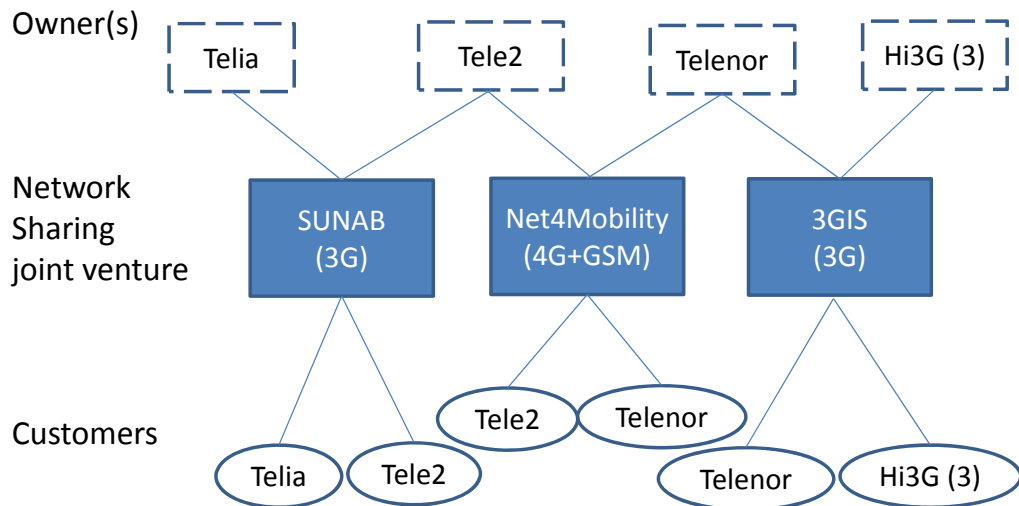 Owner(s)
Telia
Tele2
Telenor
Hi3G (3)
Network
Sharing
joint venture
SUNAB
(3G)
Net4Mobility
(4G+GSM)
3GIS
(3G)
Customers
Telia
Tele2
Tele2
Telenor
Telenor
Hi3G (3)